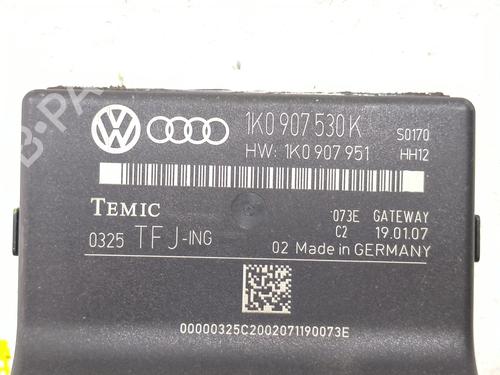 1K0 907 530 K S0170
HW: 1K0 907 951 HH12
TEMIC 073E GATEWAY
C2 19.01.07
0325 TFJ-ING
02 Made in GERMANY
00000325C2002071190073E
B-PA